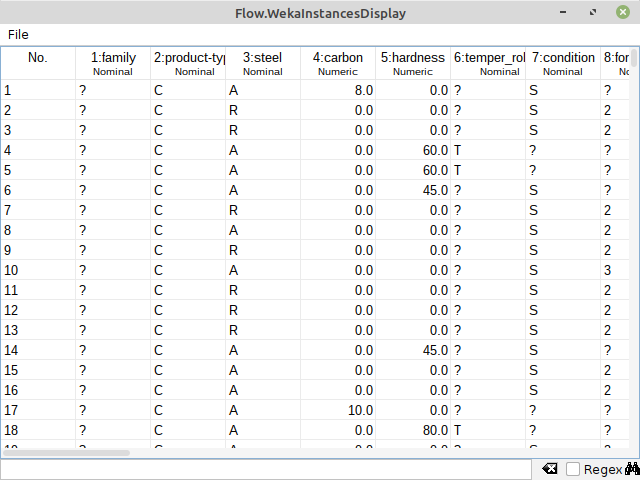 Flow.WekaInstancesDisplay
File
No. 1:family 2:product-typ 3:steel 4:carbon 5:hardness 6:temper_rol 7:condition 8:for
Nominal Nominal Nominal Numeric Numeric Nominal Nominal No
1 ? C A 8.0 0.0 ? S ?
2 ? C R 0.0 0.0 ? S 2
3 ? C R 0.0 0.0 ? S 2
4 ? C A 0.0 60.0 T ? ?
5 ? C A 0.0 60.0 T ? ?
6 ? C A 0.0 45.0 ? S ?
7 ? C R 0.0 0.0 ? S 2
8 ? C A 0.0 0.0 ? S 2
9 ? C R 0.0 0.0 ? S 2
10 ? C A 0.0 0.0 ? S 3
11 ? C R 0.0 0.0 ? S 2
12 ? C R 0.0 0.0 ? S 2
13 ? C R 0.0 0.0 ? S 2
14 ? C A 0.0 45.0 ? S ?
15 ? C A 0.0 0.0 ? S 2
16 ? C A 0.0 0.0 ? S 2
17 ? C A 10.0 0.0 ? ? ?
18 ? C A 0.0 80.0 T ? ?
Regex